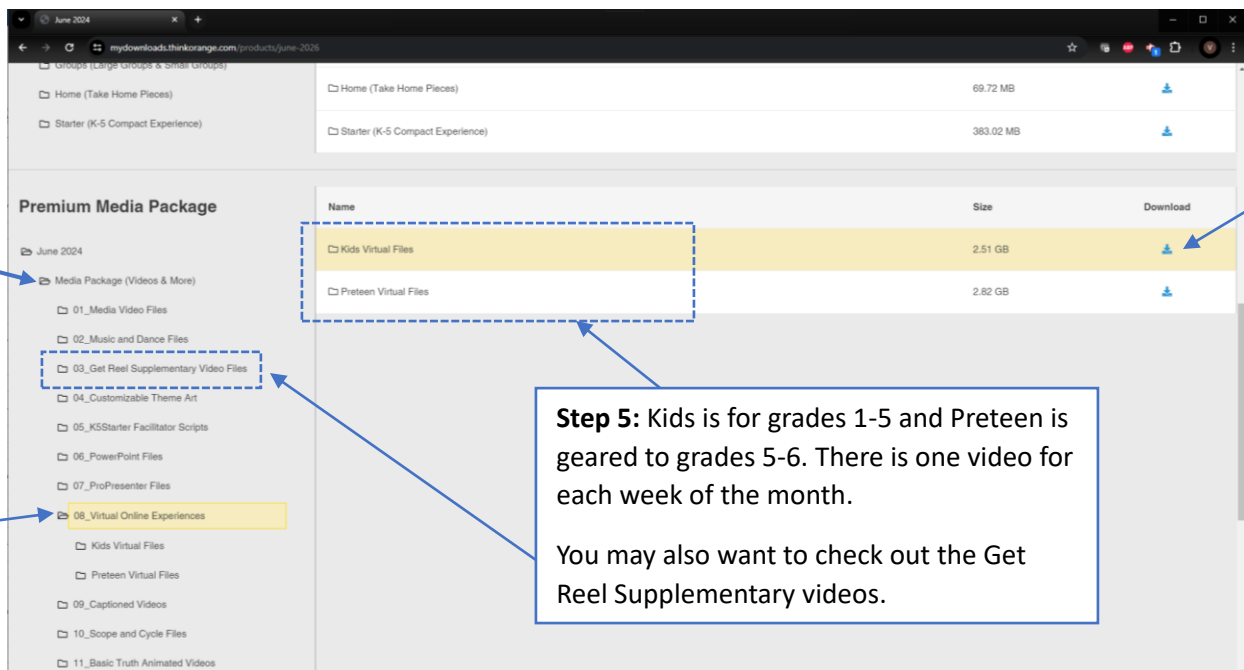 June 2024
mydownloads.thinkorange.com/products/june-2026
V
Groups (Large Groups & Small Groups)
Home (Take Home Pieces)
Starter (K-5 Compact Experience)
Home (Take Home Pieces) 69.72 MB
Starter (K-5 Compact Experience) 383.02 MB
Premium Media Package
June 2024
Media Package (Videos & More)
01_Media Video Files
02_Music and Dance Files
03_Get Reel Supplementary Video Files
04_Customizable Theme Art
05_K5Starter Facilitator Scripts
06_PowerPoint Files
07_ProPresenter Files
08_Virtual Online Experiences
Kids Virtual Files
Preteen Virtual Files
09_Captioned Videos
10_Scope and Cycle Files
11_Basic Truth Animated Videos
Name Size Download
Kids Virtual Files 2.51 GB
Preteen Virtual Files 2.82 GB
Step 5: Kids is for grades 1-5 and Preteen is
geared to grades 5-6. There is one video for
each week of the month.
You may also want to check out the Get
Reel Supplementary videos.